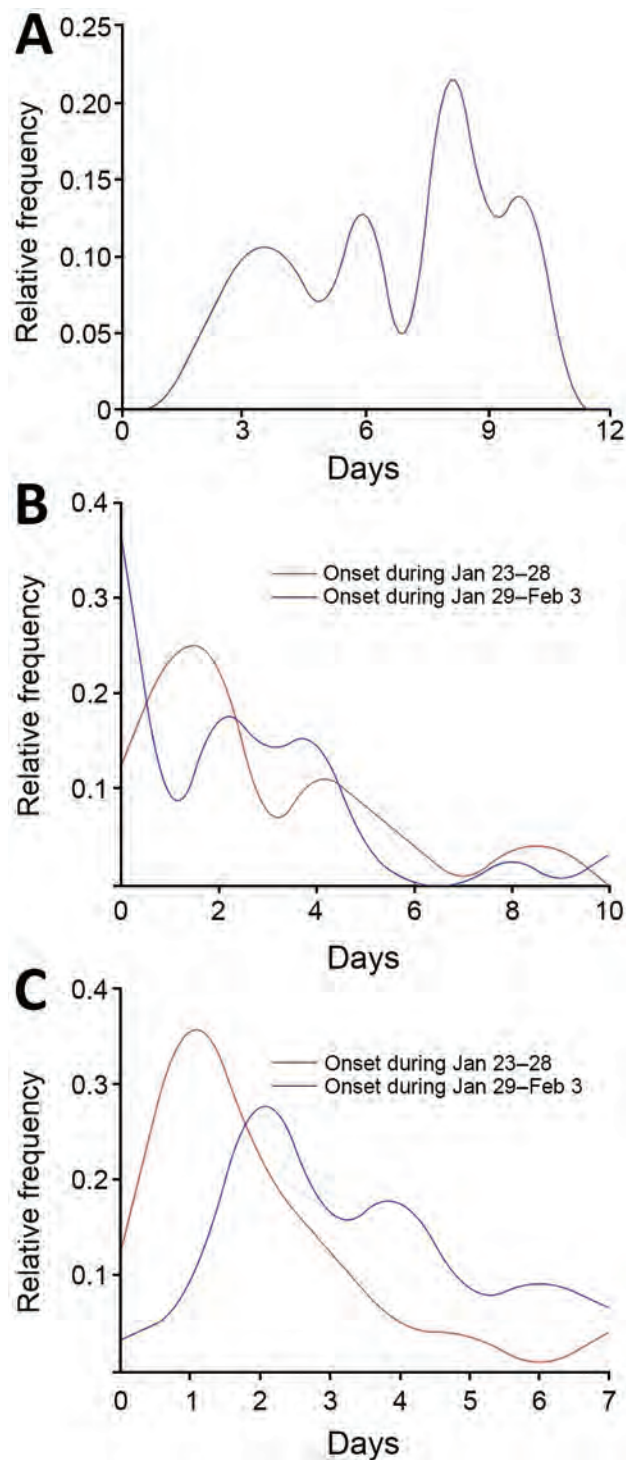 A
Relative frequency
0.25
0.20
0.15
0.10
0.05
0
0 3 6 9 12
Days
B
Relative frequency
0.4
0.3
0.2
0.1
Onset during Jan 23–28
Onset during Jan 29–Feb 3
0 2 4 6 8 10
Days
C
Relative frequency
0.4
0.3
0.2
0.1
Onset during Jan 23–28
Onset during Jan 29–Feb 3
0 1 2 3 4 5 6 7
Days